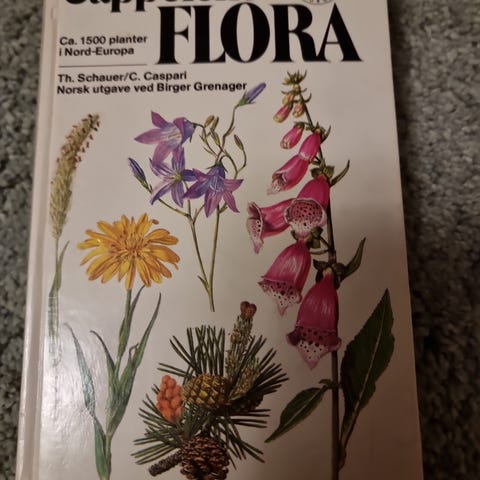 FLORA
Ca. 1500 planter
i Nord-Europa
Th. Schauer/C. Caspari
Norsk utgave ved Birger Grenager